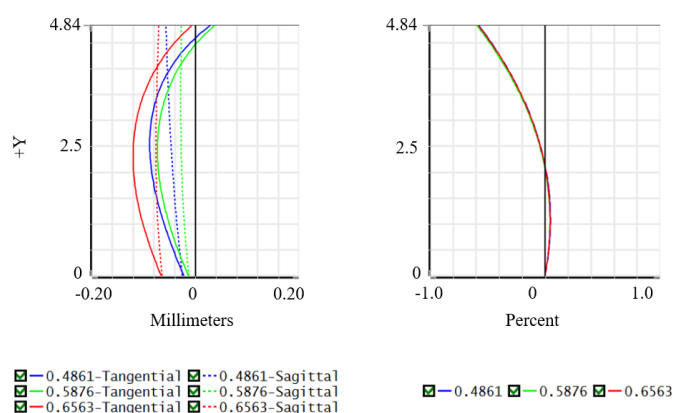 4.84
4.84
+Y
2.5
2.5
0
0
-0.20
0
0.20
-1.0
0
1.0
Millimeters
Percent
0.4861-Tangential
0.4861-Sagittal
0.5876-Tangential
0.5876-Sagittal
0.6563-Tangential
0.6563-Sagittal
0.4861
0.5876
0.6563